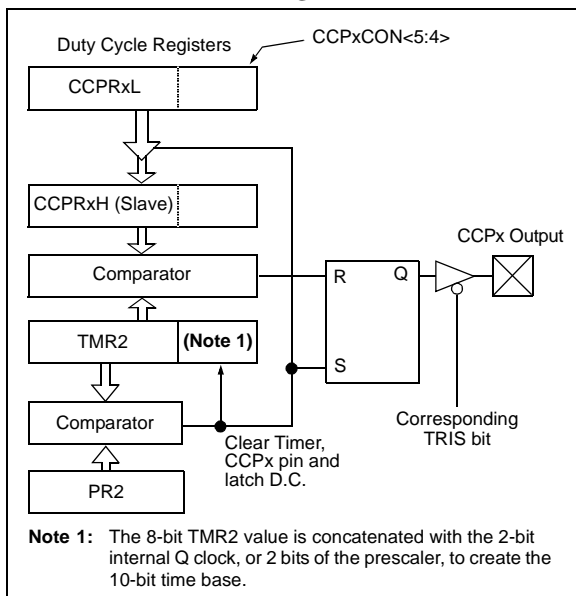 Duty Cycle Registers
CCPxCON<5:4>
CCPRxL
CCPRxH (Slave)
CCPx Output
Comparator
R
Q
TMR2
(Note 1)
S
Comparator
Clear Timer,
CCPx pin and
latch D.C.
Corresponding
TRIS bit
PR2
Note 1: The 8-bit TMR2 value is concatenated with the 2-bit
internal Q clock, or 2 bits of the prescaler, to create the
10-bit time base.